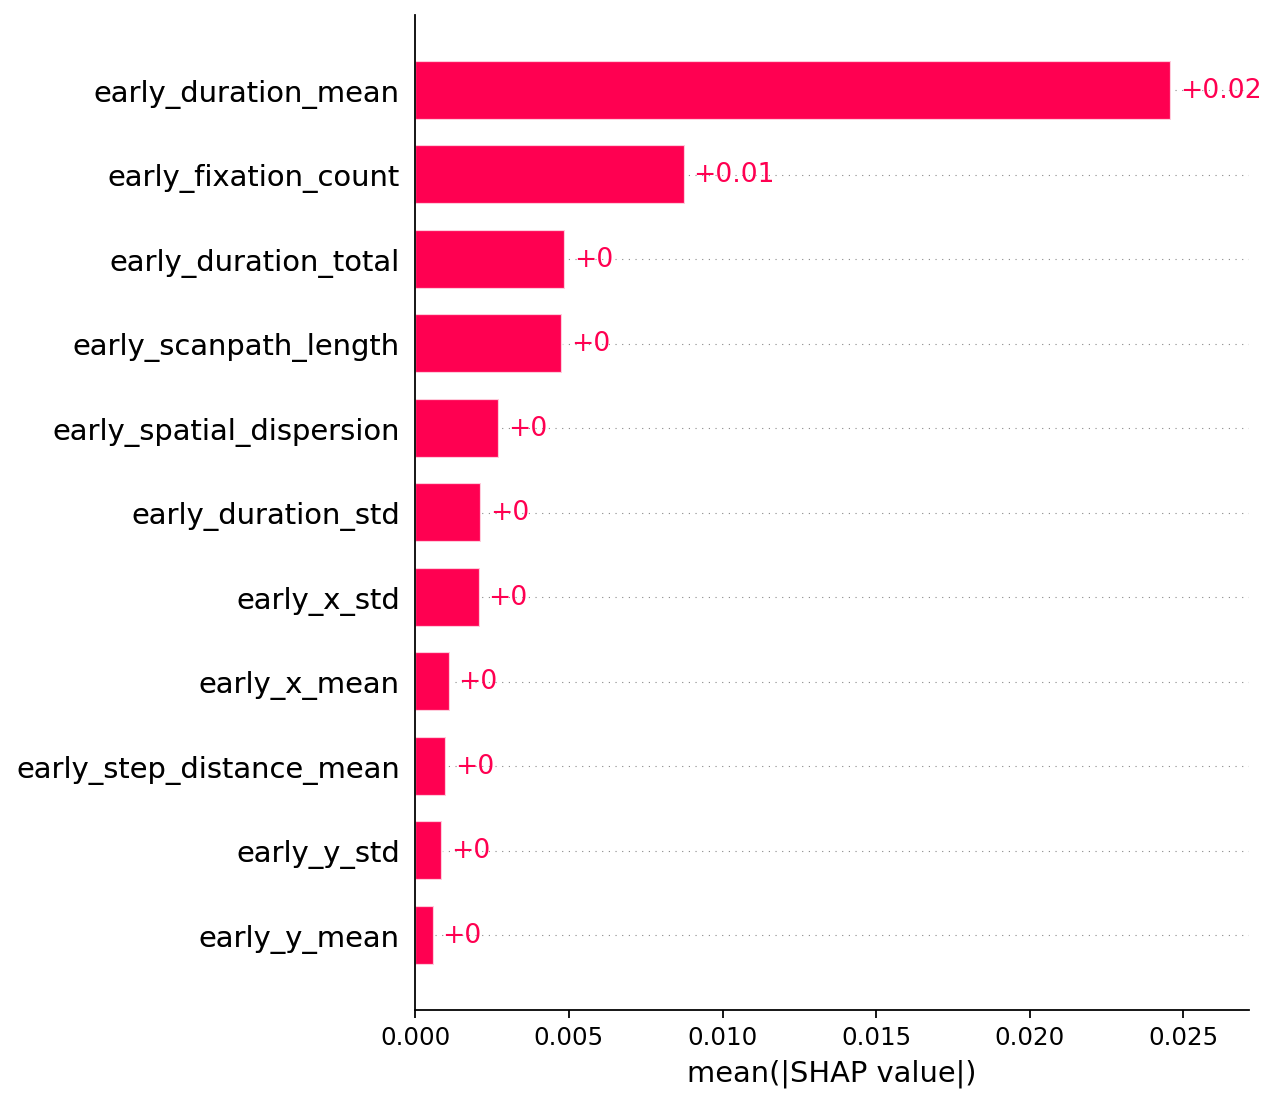 early_duration_mean +0.02
early_fixation_count +0.01
early_duration_total +0
early_scanpath_length +0
early_spatial_dispersion +0
early_duration_std +0
early_x_std +0
early_x_mean +0
early_step_distance_mean +0
early_y_std +0
early_y_mean +0
0.000 0.005 0.010 0.015 0.020 0.025
mean(|SHAP value|)